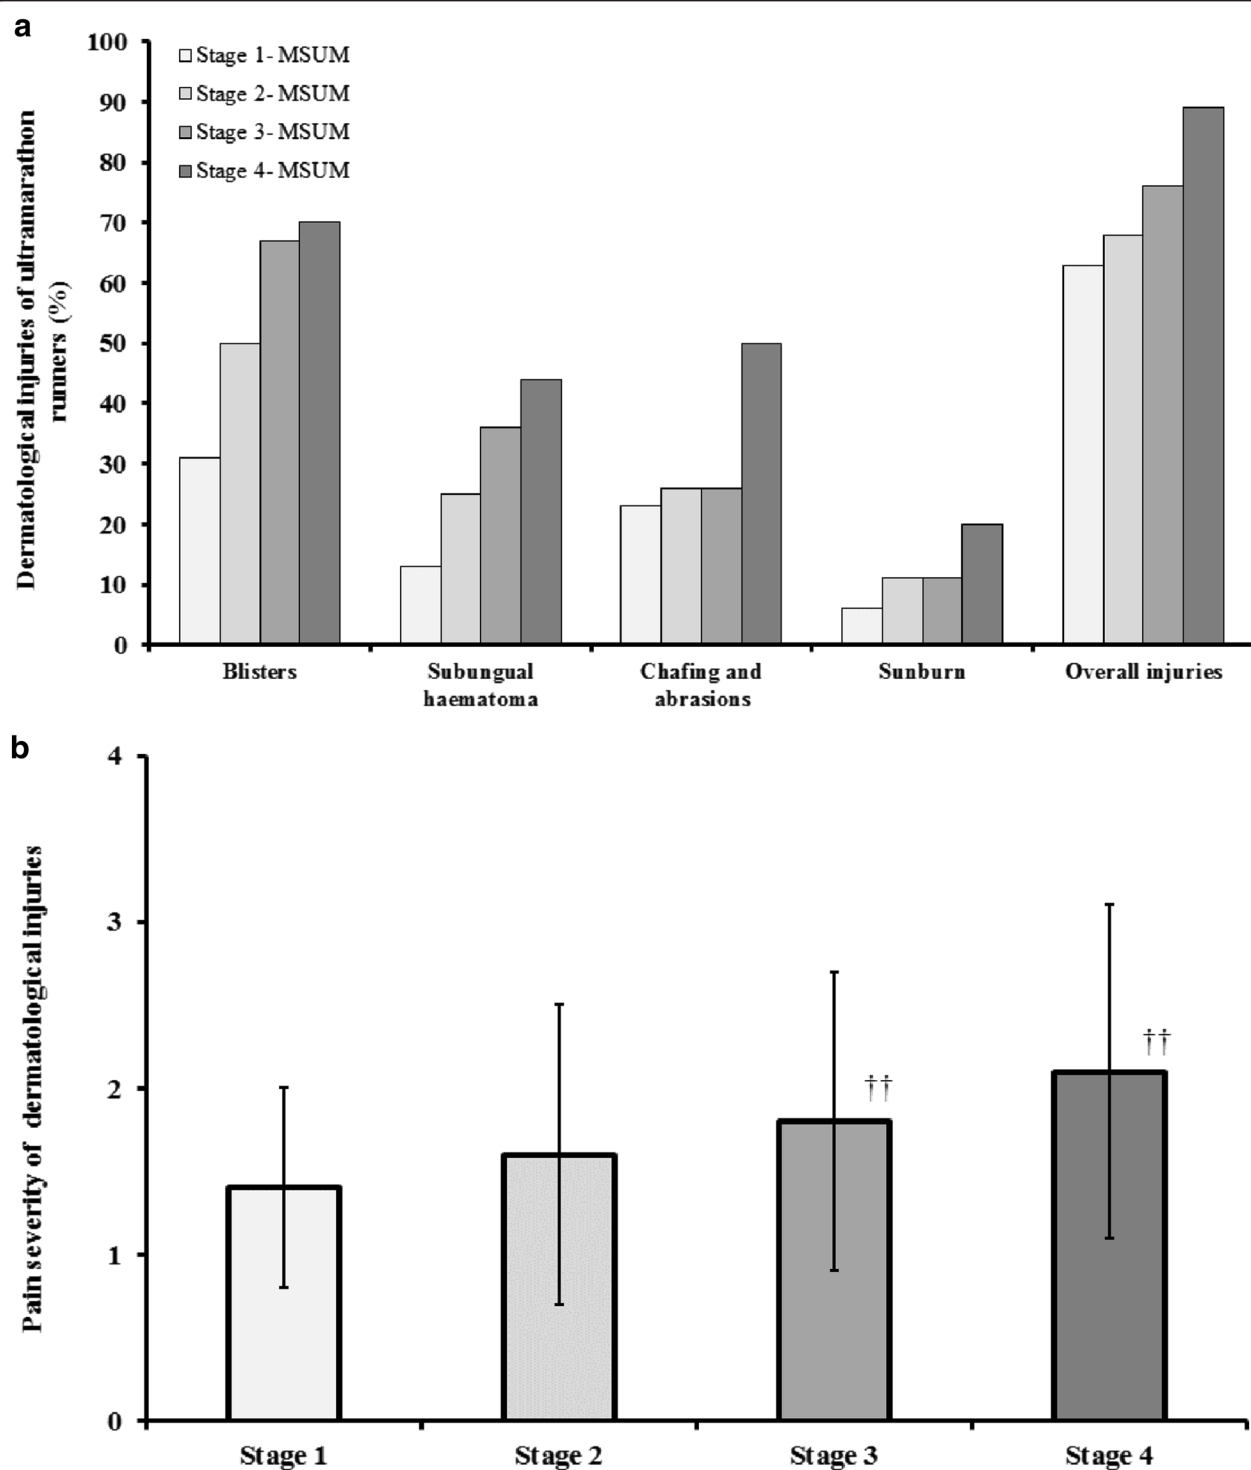 a
100
90
80
70
60
50
40
30
20
10
0
Dermatological injuries of ultramarathon
runners (%)
Stage 1- MSUM
Stage 2- MSUM
Stage 3- MSUM
Stage 4- MSUM
Blisters
Subungual
haematoma
Chafing and
abrasions
Sunburn
Overall injuries
b
4
3
2
1
0
Pain severity of dermatological injuries
††
††
Stage 1
Stage 2
Stage 3
Stage 4